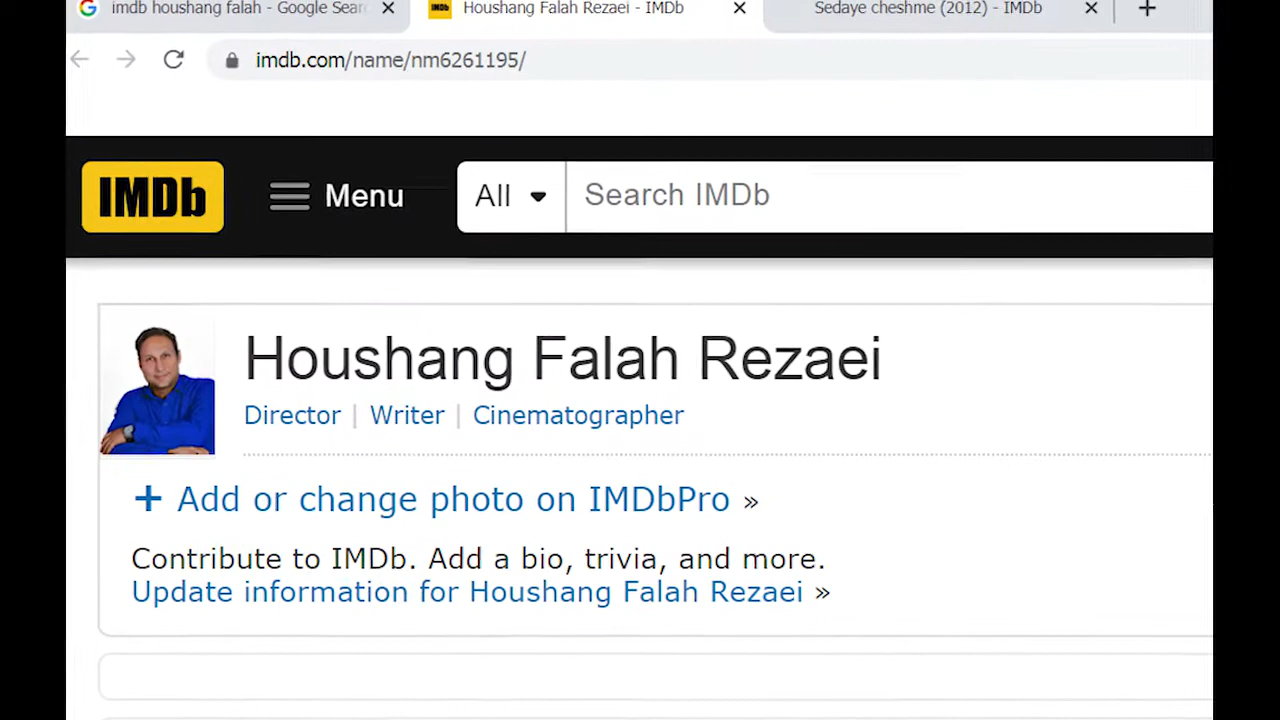 imdb houshang falah - Google Sear
Houshang Falah Rezaei - IMDb
Sedaye cheshme (2012) - IMDb
imdb.com/name/nm6261195/
IMDb
Menu
All
Search IMDb
Houshang Falah Rezaei
Director | Writer | Cinematographer
+ Add or change photo on IMDbPro »
Contribute to IMDb. Add a bio, trivia, and more.
Update information for Houshang Falah Rezaei »